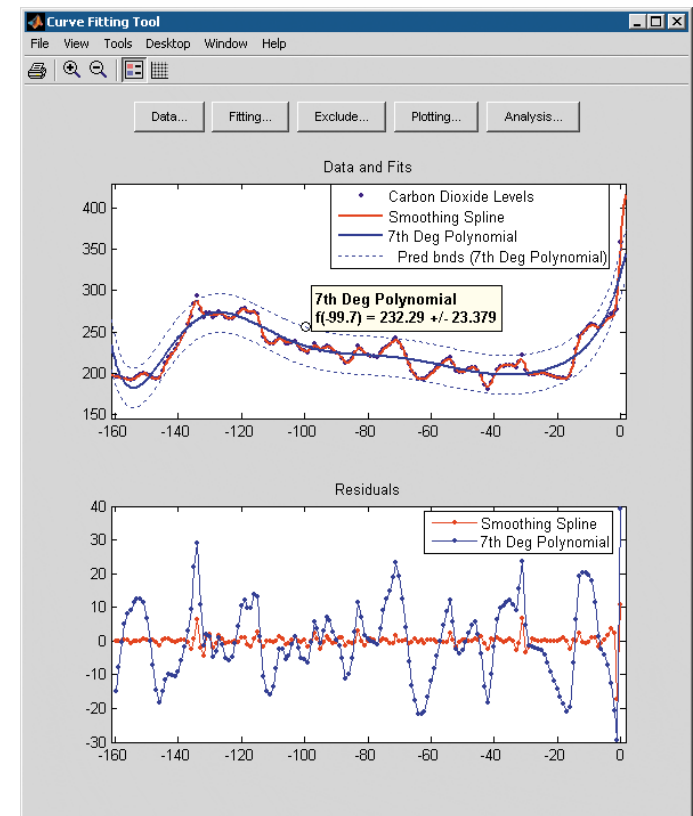 Curve Fitting Tool
File View Tools Desktop Window Help
Data... Fitting... Exclude... Plotting... Analysis...
Data and Fits
Carbon Dioxide Levels
Smoothing Spline
7th Deg Polynomial
Pred bnds (7th Deg Polynomial)
7th Deg Polynomial
f(-99.7) = 232.29 +/- 23.379
400
350
300
250
200
150
-160 -140 -120 -100 -80 -60 -40 -20 0
Residuals
Smoothing Spline
7th Deg Polynomial
40
30
20
10
0
-10
-20
-30
-160 -140 -120 -100 -80 -60 -40 -20 0